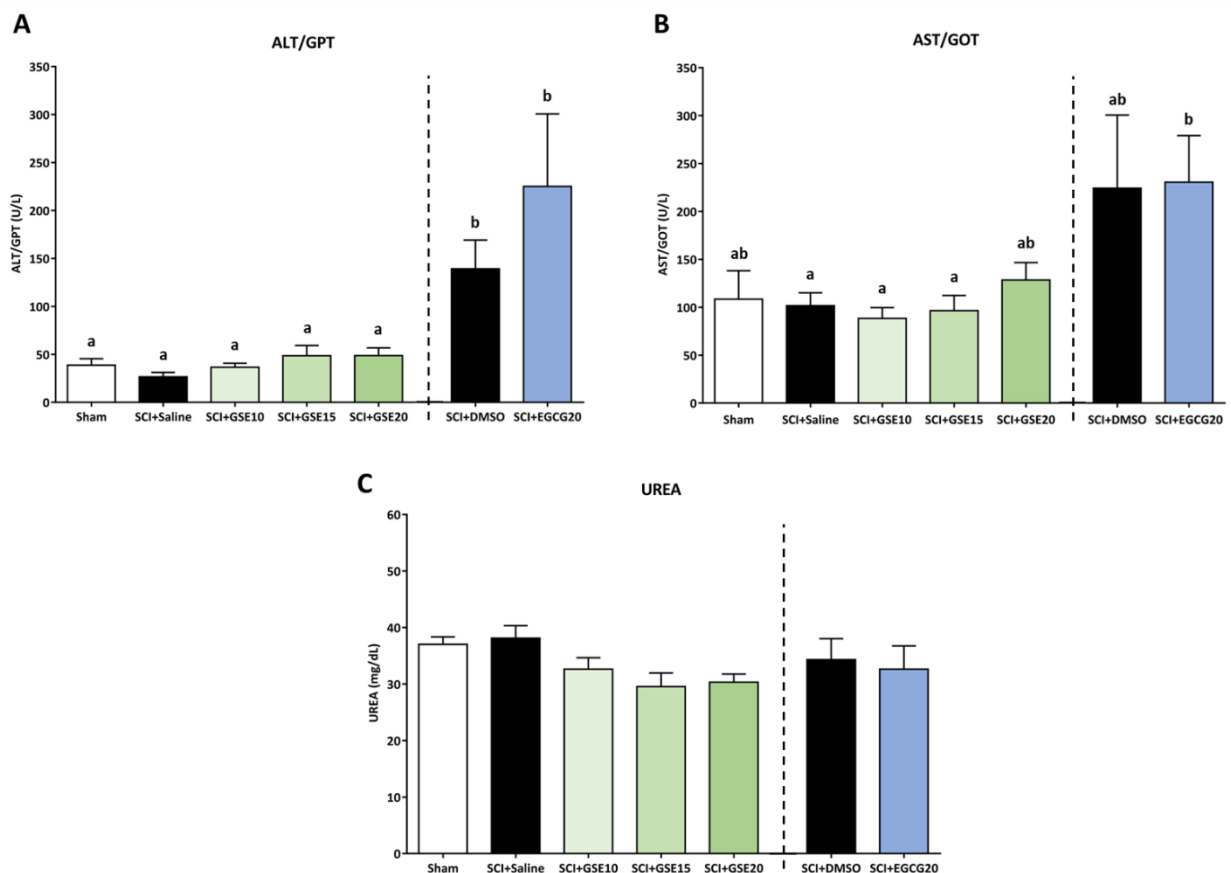 A
ALT/GPT
350
300
250
200
150
100
50
0
ALT/GPT (U/L)
a
a
a
a
a
b
b
Sham SCI+Saline SCI+GSE10 SCI+GSE15 SCI+GSE20 SCI+DMSO SCI+EGCG20
B
AST/GOT
350
300
250
200
150
100
50
0
AST/GOT (U/L)
ab
a
a
a
ab
ab
b
Sham SCI+Saline SCI+GSE10 SCI+GSE15 SCI+GSE20 SCI+DMSO SCI+EGCG20
C
UREA
60
50
40
30
20
10
0
UREA (mg/dL)
Sham SCI+Saline SCI+GSE10 SCI+GSE15 SCI+GSE20 SCI+DMSO SCI+EGCG20